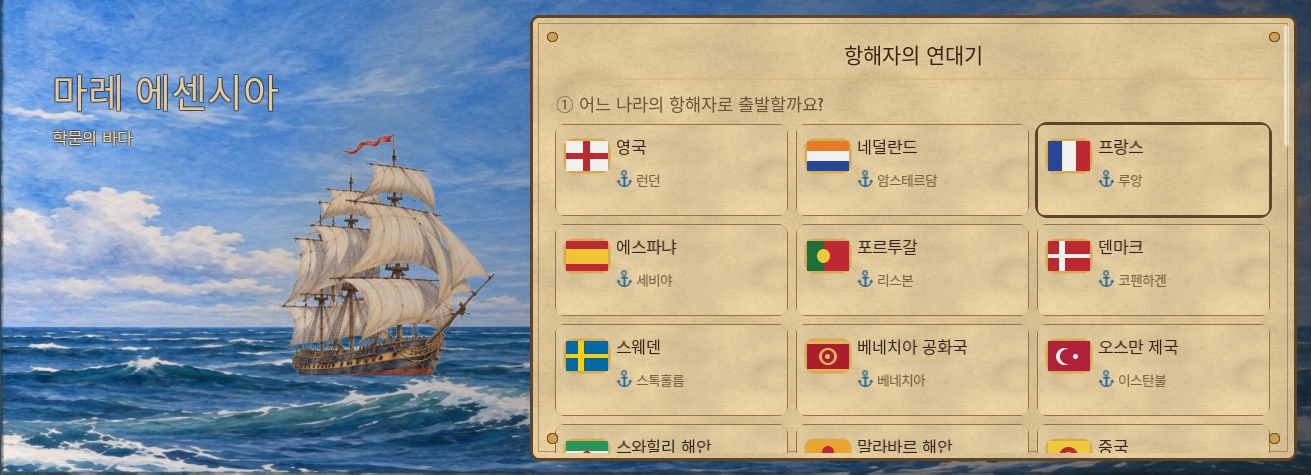 마레 에센시아
학문의 바다
항해자의 연대기
① 어느 나라의 항해자로 출발할까요?
영국
런던
네덜란드
암스테르담
프랑스
루앙
에스파냐
세비야
포르투갈
리스본
덴마크
코펜하겐
스웨덴
스톡홀름
베네치아 공화국
베네치아
오스만 제국
이스탄불
스와힐리 해안
말라바르 해안
중국